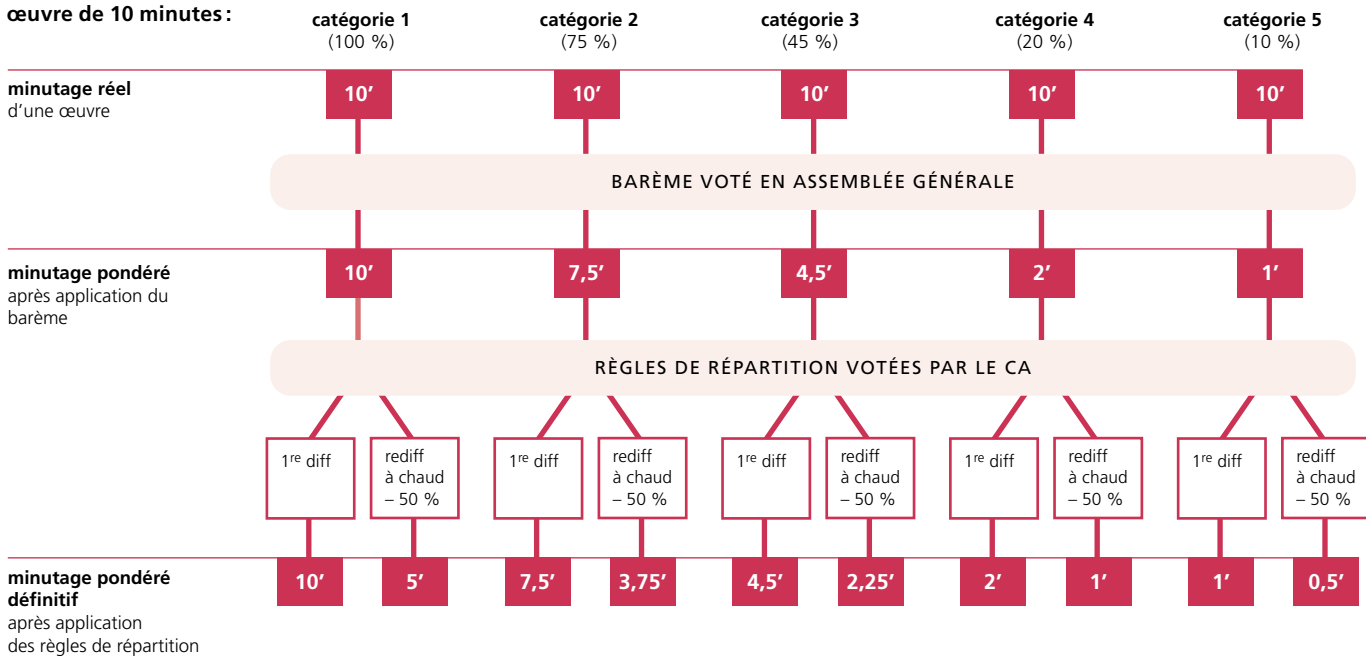 œuvre de 10 minutes :
catégorie 1 catégorie 2 catégorie 3 catégorie 4 catégorie 5
(100 %) (75 %) (45 %) (20 %) (10 %)
minutage réel
d’une œuvre
10’ 10’ 10’ 10’ 10’
BARÈME VOTÉ EN ASSEMBLÉE GÉNÉRALE
minutage pondéré
après application du
barème
10’ 7,5’ 4,5’ 2’ 1’
RÈGLES DE RÉPARTITION VOTÉES PAR LE CA
1re diff
rediff
à chaud
– 50 %
1re diff
rediff
à chaud
– 50 %
1re diff
rediff
à chaud
– 50 %
1re diff
rediff
à chaud
– 50 %
1re diff
rediff
à chaud
– 50 %
minutage pondéré
définitif
après application
des règles de répartition
10’ 5’ 7,5’ 3,75’ 4,5’ 2,25’ 2’ 1’ 1’ 0,5’